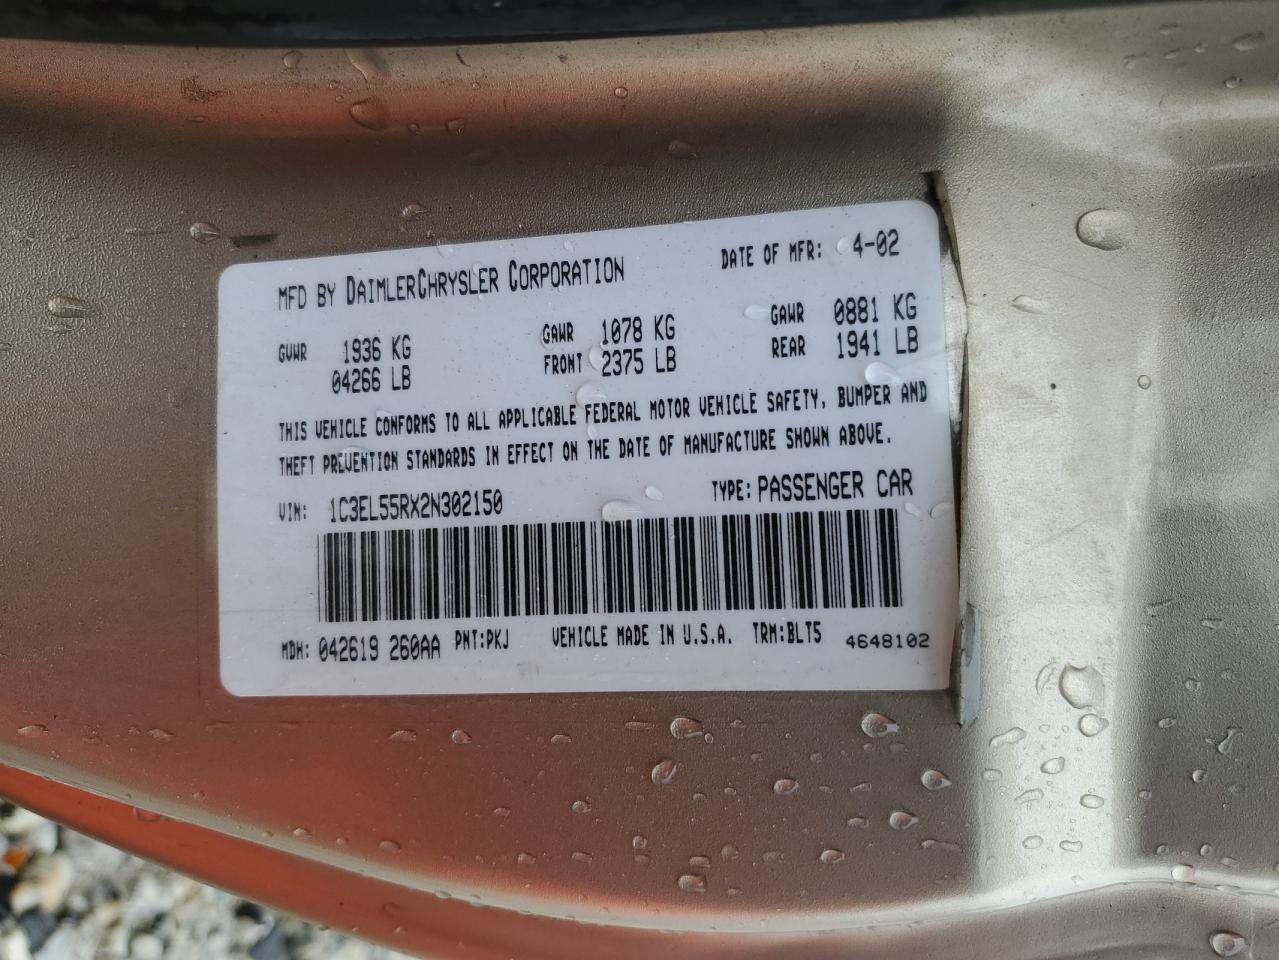 MFD BY DAIMLERCHRYSLER CORPORATION DATE OF MFR: 4-02
GVWR 1936 KG GAWR 1078 KG GAWR 0881 KG
04266 LB FRONT 2375 LB REAR 1941 LB
THIS VEHICLE CONFORMS TO ALL APPLICABLE FEDERAL MOTOR VEHICLE SAFETY, BUMPER AND
THEFT PREVENTION STANDARDS IN EFFECT ON THE DATE OF MANUFACTURE SHOWN ABOVE.
VIN: 1C3EL55RX2N302150 TYPE: PASSENGER CAR
MDH: 042619 260AA PNT:PKJ VEHICLE MADE IN U.S.A. TRM:BLT5 4648102